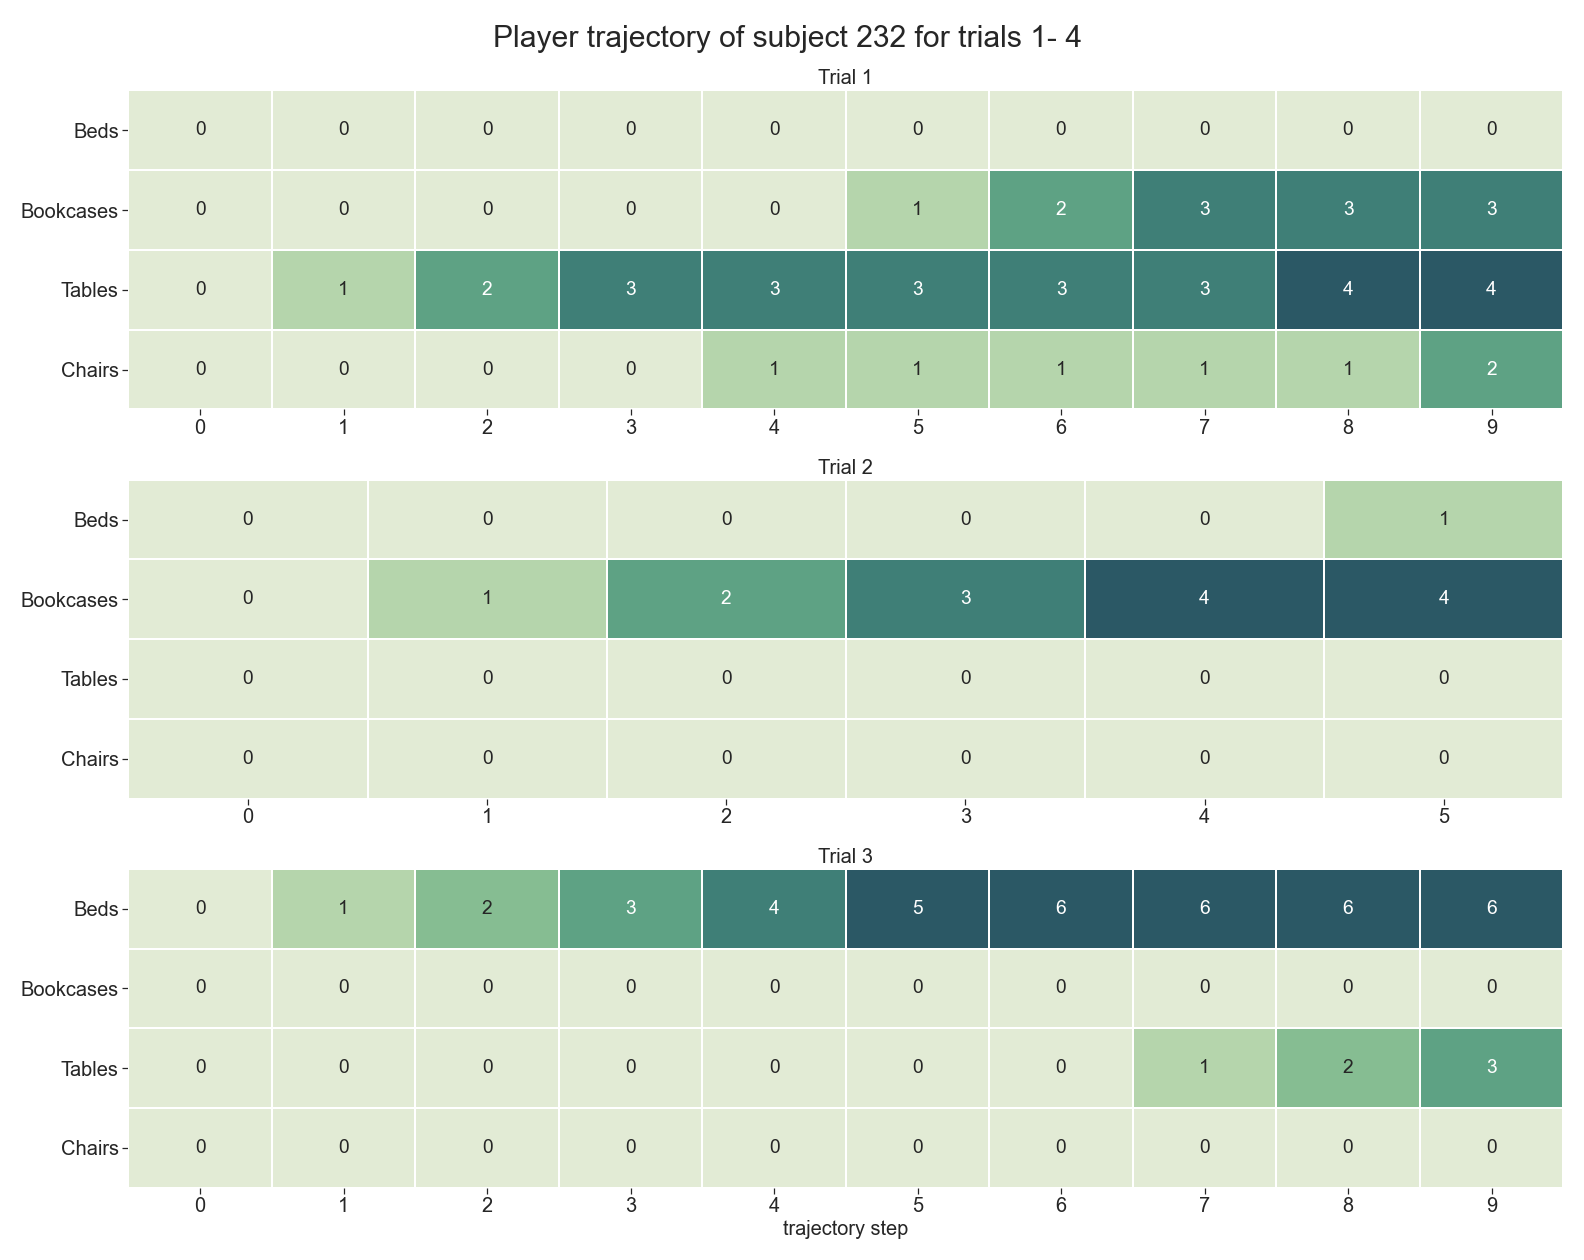 Player trajectory of subject 232 for trials 1- 4
Trial 1
Beds 0 0 0 0 0 0 0 0 0 0
Bookcases 0 0 0 0 0 1 2 3 3 3
Tables 0 1 2 3 3 3 3 3 4 4
Chairs 0 0 0 0 1 1 1 1 1 2
0 1 2 3 4 5 6 7 8 9
Trial 2
Beds 0 0 0 0 0 1
Bookcases 0 1 2 3 4 4
Tables 0 0 0 0 0 0
Chairs 0 0 0 0 0 0
0 1 2 3 4 5
Trial 3
Beds 0 1 2 3 4 5 6 6 6 6
Bookcases 0 0 0 0 0 0 0 0 0 0
Tables 0 0 0 0 0 0 0 1 2 3
Chairs 0 0 0 0 0 0 0 0 0 0
0 1 2 3 4 5 6 7 8 9
trajectory step